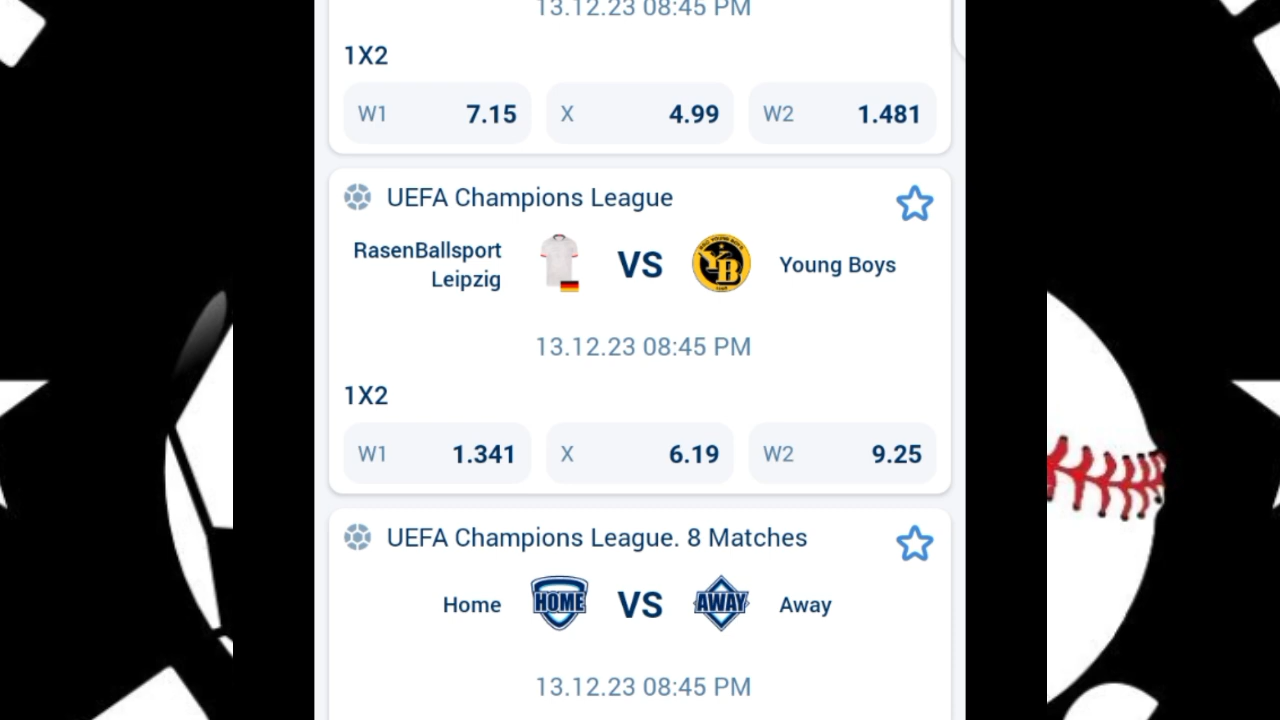 13.12.23 08:45 PM
1X2
W1 7.15 X 4.99 W2 1.481
UEFA Champions League
RasenBallsport
Leipzig
VS
YB
Young Boys
13.12.23 08:45 PM
1X2
W1 1.341 X 6.19 W2 9.25
UEFA Champions League. 8 Matches
Home HOME VS AWAY Away
13.12.23 08:45 PM